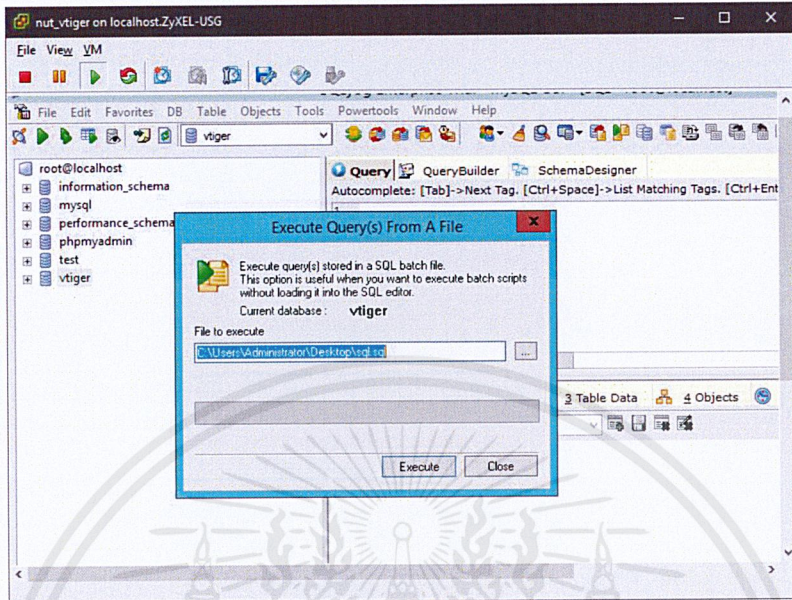 nut_vtiger on localhost.ZyXEL-USG
File View VM
File Edit Favorites DB Table Objects Tools Powertools Window Help
vtiger
root@localhost
information_schema
mysql
performance_schema
phpmyadmin
test
vtiger
Query QueryBuilder SchemaDesigner
Autocomplete: [Tab]->Next Tag. [Ctrl+Space]->List Matching Tags. [Ctrl+Ent
1
Execute Query(s) From A File
Execute query(s) stored in a SQL batch file.
This option is useful when you want to execute batch scripts
without loading it into the SQL editor.
Current database : vtiger
File to execute
C:\Users\Administrator\Desktop\sql.sql
...
Execute Close
3 Table Data 4 Objects